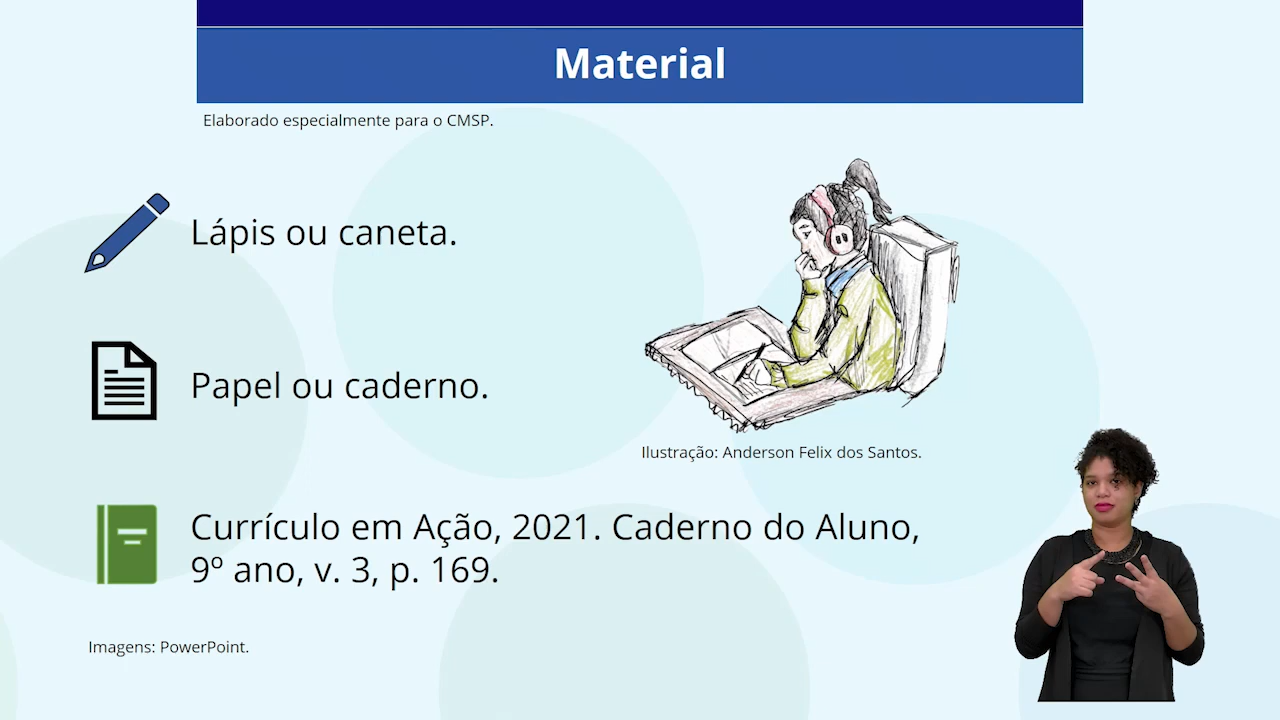 Material
Elaborado especialmente para o CMSP.
Lápis ou caneta.
Papel ou caderno.
Ilustração: Anderson Felix dos Santos.
Currículo em Ação, 2021. Caderno do Aluno,
9º ano, v. 3, p. 169.
Imagens: PowerPoint.